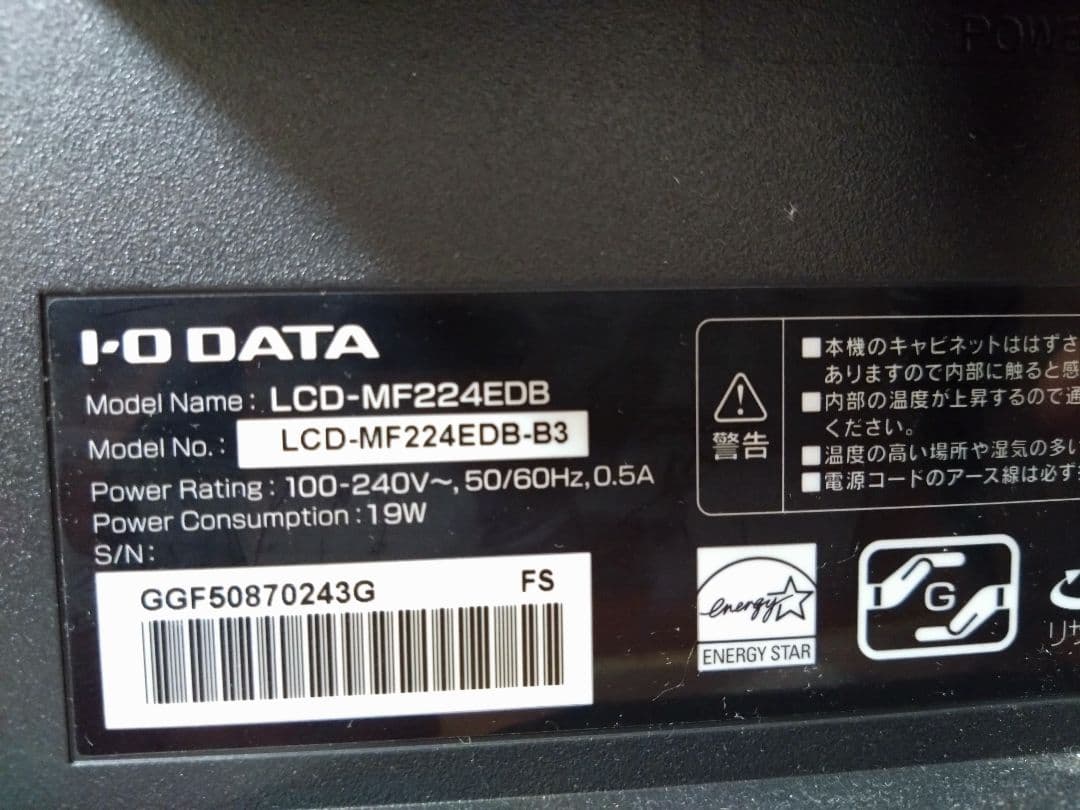 POWE
I-O DATA
Model Name: LCD-MF224EDB
Model No.: LCD-MF224EDB-B3
Power Rating: 100-240V~, 50/60Hz, 0.5A
Power Consumption: 19W
S/N:
GGF50870243G FS
警告
■本機のキャビネットははずさ
ありますので内部に触ると感
■内部の温度が上昇するので通
ください。
■温度の高い場所や湿気の多い
■電源コードのアース線は必ず
energy
ENERGY STAR
G
リサ